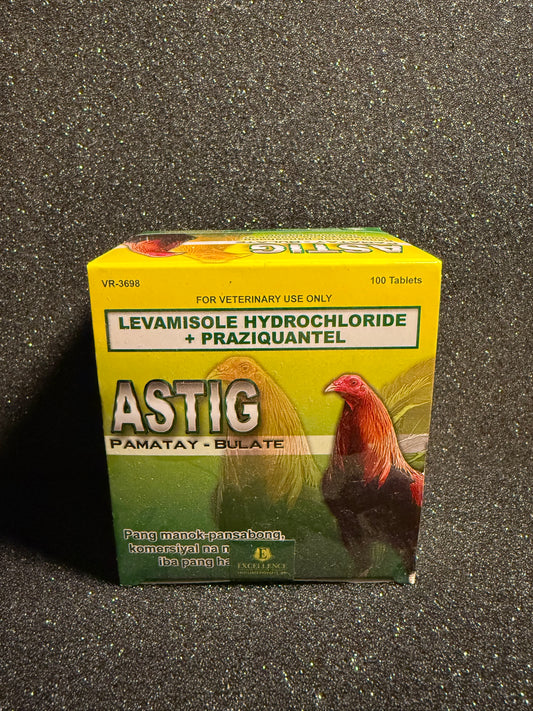 ASTIG
VR-3698
100 Tablets
FOR VETERINARY USE ONLY
LEVAMISOLE HYDROCHLORIDE
+ PRAZIQUANTEL
ASTIG
PAMATAY - BULATE
Pang manok-pansabong,
komersiyal na
iba pang
E
EXCELLENCE